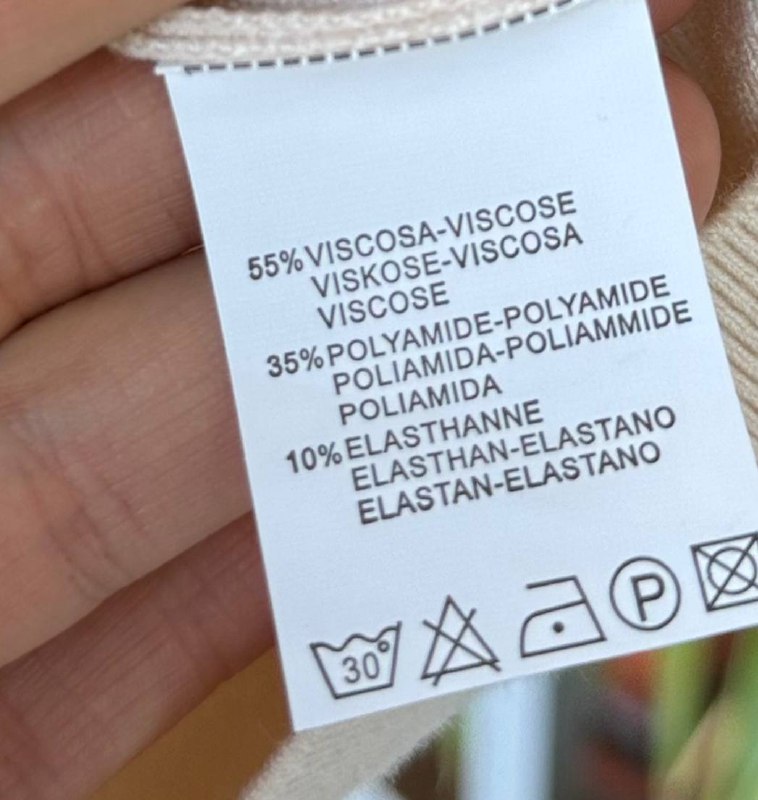 55% VISCOSA-VISCOSE
VISKOSE-VISCOSA
VISCOSE
35% POLYAMIDE-POLYAMIDE
POLIAMIDA-POLIAMMIDE
POLIAMIDA
10% ELASTHANNE
ELASTHAN-ELASTANO
ELASTAN-ELASTANO
30° P